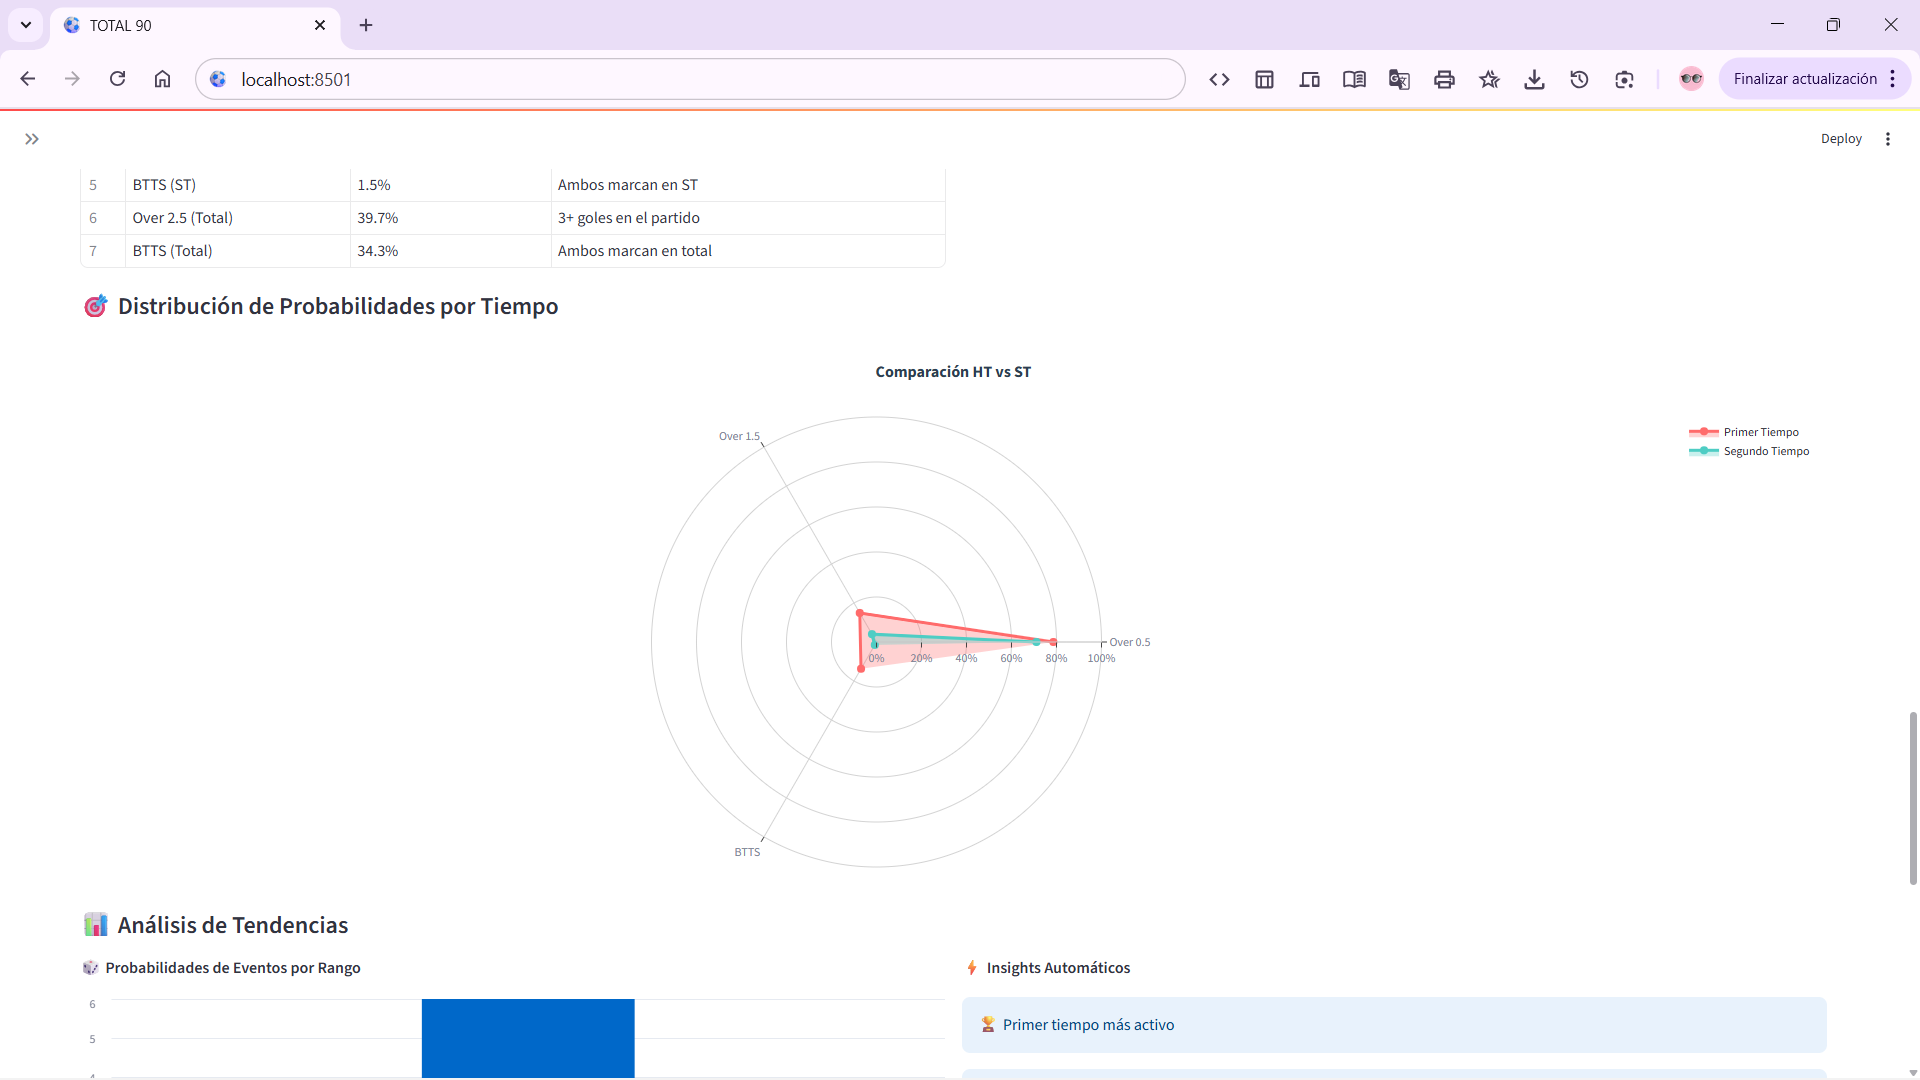 TOTAL 90
localhost:8501
Finalizar actualización
Deploy
5 BTTS (ST) 1.5% Ambos marcan en ST
6 Over 2.5 (Total) 39.7% 3+ goles en el partido
7 BTTS (Total) 34.3% Ambos marcan en total
Distribución de Probabilidades por Tiempo
Comparación HT vs ST
Over 1.5
Primer Tiempo
Segundo Tiempo
Over 0.5
0% 20% 40% 60% 80% 100%
BTTS
Análisis de Tendencias
Probabilidades de Eventos por Rango
Insights Automáticos
6
5
Primer tiempo más activo